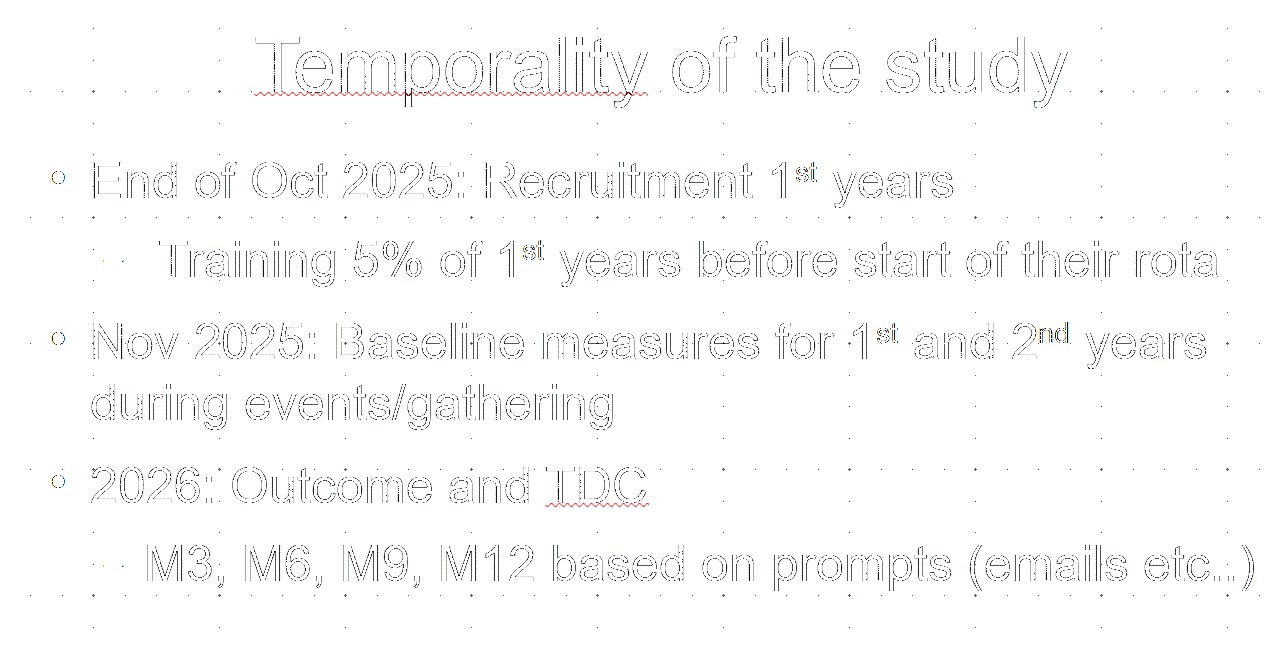 Temporality of the study
• End of Oct 2025: Recruitment 1st years
– Training 5% of 1st years before start of their rota
• Nov 2025: Baseline measures for 1st and 2nd years
during events/gathering
• 2026: Outcome and TDC
– M3, M6, M9, M12 based on prompts (emails etc..)